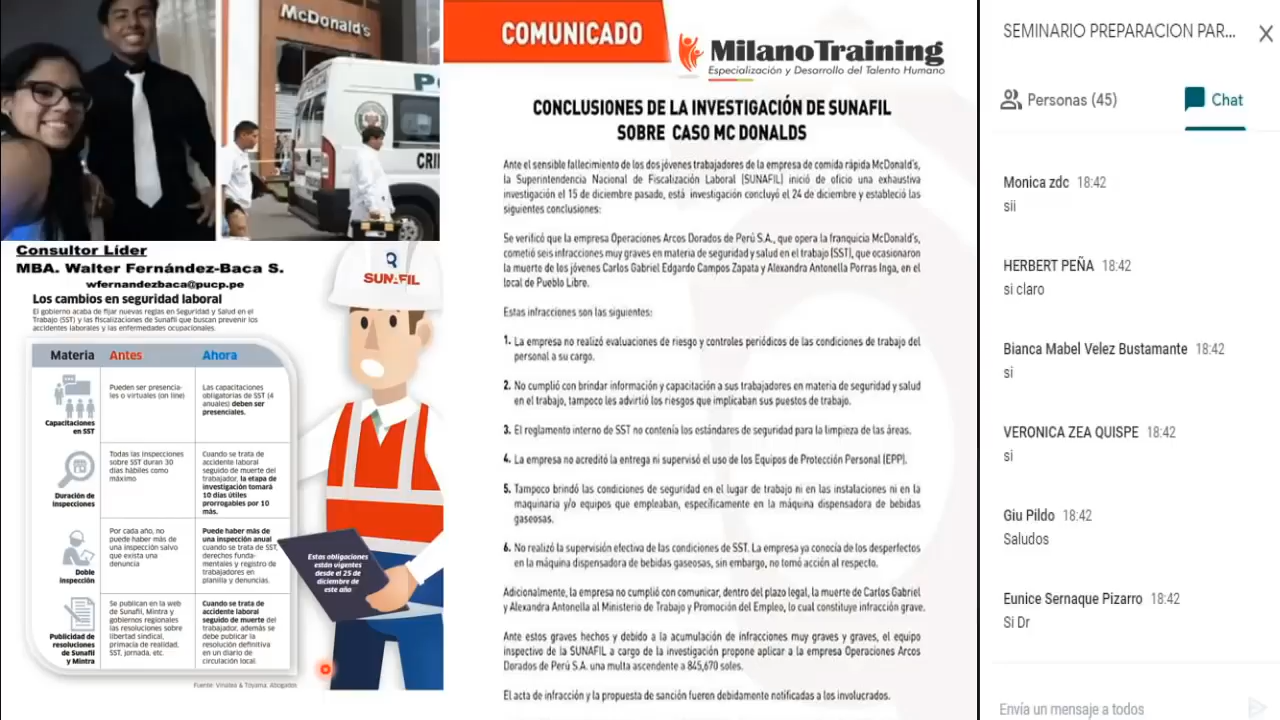 McDonald's
PO
CRI
Consultor Líder
MBA. Walter Fernández-Baca S.
wfernandezbaca@pucp.pe
Los cambios en seguridad laboral
El gobierno acaba de fijar nuevas reglas en Seguridad y Salud en el
Trabajo (SST) y las fiscalizaciones de Sunafil que buscan prevenir los
accidentes laborales y las enfermedades ocupacionales.
Materia Antes Ahora
Capacitaciones
en SST
Pueden ser presencia-
les o virtuales (on line)
Las capacitaciones
obligatorias de SST (4
anuales) deben ser
presenciales.
Duración de
inspecciones
Todas las inspecciones
sobre SST duran 30
días hábiles como
máximo
Cuando se trata de
accidente laboral
seguido de muerte del
trabajador, la etapa de
investigación tomará
10 días útiles
prorrogables por 10
más.
Doble
inspección
Por cada año, no
puede haber más de
una inspección salvo
que exista una
denuncia
Puede haber más de
una inspección anual
cuando se trata de SST,
derechos funda-
mentales y registro de
trabajadores en
planilla y denuncias.
Publicidad de
resoluciones
de Sunafil
y Mintra
Se publican en la web
de Sunafil, Mintra y
gobiernos regionales
las resoluciones sobre
libertad sindical,
primacía de realidad,
SST, jornada, etc.
Cuando se trata de
accidente laboral
seguido de muerte del
trabajador, además se
debe publicar la
resolución definitiva
en un diario de
circulación local.
Fuente: Vinatea & Toyama, Abogados
SUNAFIL
Estas obligaciones
están vigentes
desde el 25 de
diciembre de
este año
COMUNICADO
Milano Training
Especialización y Desarrollo del Talento Humano
CONCLUSIONES DE LA INVESTIGACIÓN DE SUNAFIL
SOBRE CASO MC DONALDS
Ante el sensible fallecimiento de los dos jóvenes trabajadores de la empresa de comida rápida McDonald's,
la Superintendencia Nacional de Fiscalización Laboral (SUNAFIL) inició de oficio una exhaustiva
investigación el 15 de diciembre pasado, está investigación concluyó el 24 de diciembre y estableció las
siguientes conclusiones:
Se verificó que la empresa Operaciones Arcos Dorados de Perú S.A., que opera la franquicia McDonald's,
cometió seis infracciones muy graves en materia de seguridad y salud en el trabajo (SST), que ocasionaron
la muerte de los jóvenes Carlos Gabriel Edgardo Campos Zapata y Alexandra Antonella Porras Inga, en el
local de Pueblo Libre.
Estas infracciones son las siguientes:
1. La empresa no realizó evaluaciones de riesgo y controles periódicos de las condiciones de trabajo del
personal a su cargo.
2. No cumplió con brindar información y capacitación a sus trabajadores en materia de seguridad y salud
en el trabajo, tampoco les advirtió los riesgos que implicaban sus puestos de trabajo.
3. El reglamento interno de SST no contenía los estándares de seguridad para la limpieza de las áreas.
4. La empresa no acreditó la entrega ni supervisó el uso de los Equipos de Protección Personal (EPP).
5. Tampoco brindó las condiciones de seguridad en el lugar de trabajo ni en las instalaciones ni en la
maquinaria y/o equipos que empleaban, específicamente en la máquina dispensadora de bebidas
gaseosas.
6. No realizó la supervisión efectiva de las condiciones de SST. La empresa ya conocía de los desperfectos
en la máquina dispensadora de bebidas gaseosas, sin embargo, no tomó acción al respecto.
Adicionalmente, la empresa no cumplió con comunicar, dentro del plazo legal, la muerte de Carlos Gabriel
y Alexandra Antonella al Ministerio de Trabajo y Promoción del Empleo, lo cual constituye infracción grave.
Ante estos graves hechos y debido a la acumulación de infracciones muy graves y graves, el equipo
inspectivo de la SUNAFIL a cargo de la investigación propone aplicar a la empresa Operaciones Arcos
Dorados de Perú S.A. una multa ascendente a 845,670 soles.
El acta de infracción y la propuesta de sanción fueron debidamente notificadas a los involucrados.
SEMINARIO PREPARACION PAR...
Personas (45)
Chat
Monica zdc 18:42
sii
HERBERT PEÑA 18:42
si claro
Bianca Mabel Velez Bustamante 18:42
si
VERONICA ZEA QUISPE 18:42
si
Giu Pildo 18:42
Saludos
Eunice Sernaque Pizarro 18:42
Si Dr
Envía un mensaje a todos